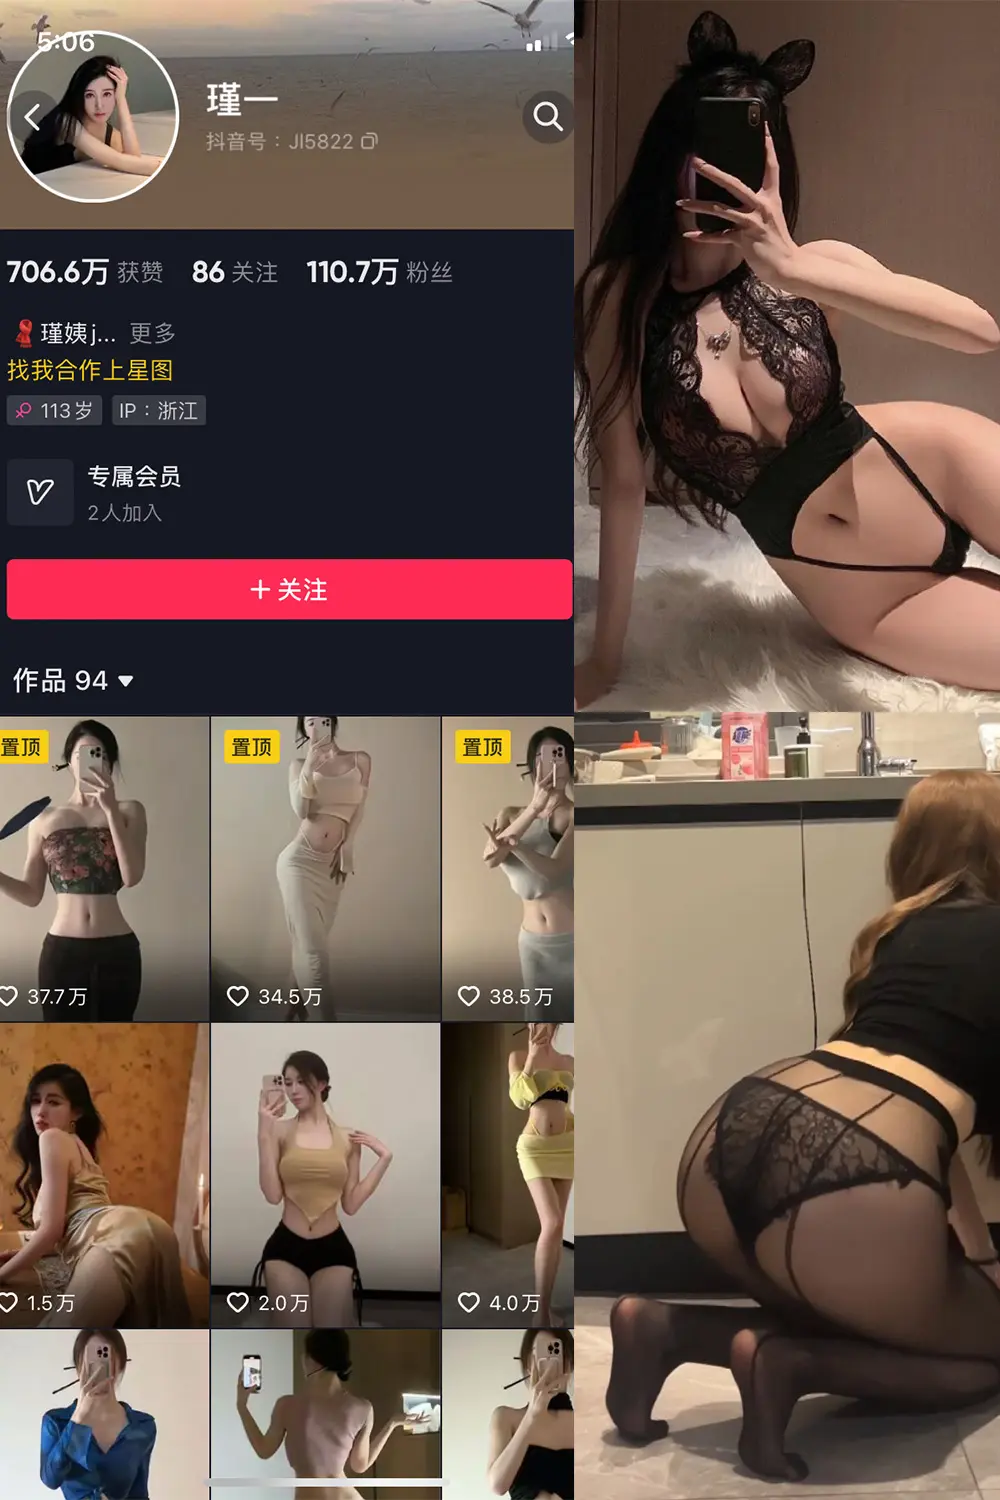 5:06
瑾一
抖音号：JI5822
706.6万 获赞 86 关注 110.7万 粉丝
瑾姨j... 更多
找我合作上星图
113岁 IP：浙江
专属会员
2人加入
+ 关注
作品 94
置顶 置顶 置顶
37.7万 34.5万 38.5万
1.5万 2.0万 4.0万